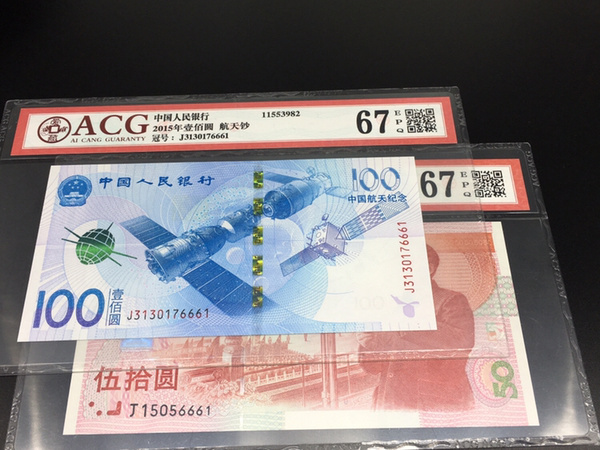 ACG
AI CANG GUARANTY
中国人民银行 11553982
2015年壹佰圆 航天钞
冠号：J3130176661
67
EPQ
67
EPQ
中国人民银行
100
中国航天纪念
J3130176661
100
壹佰圆
J3130176661
100
伍拾圆
50
J15056661